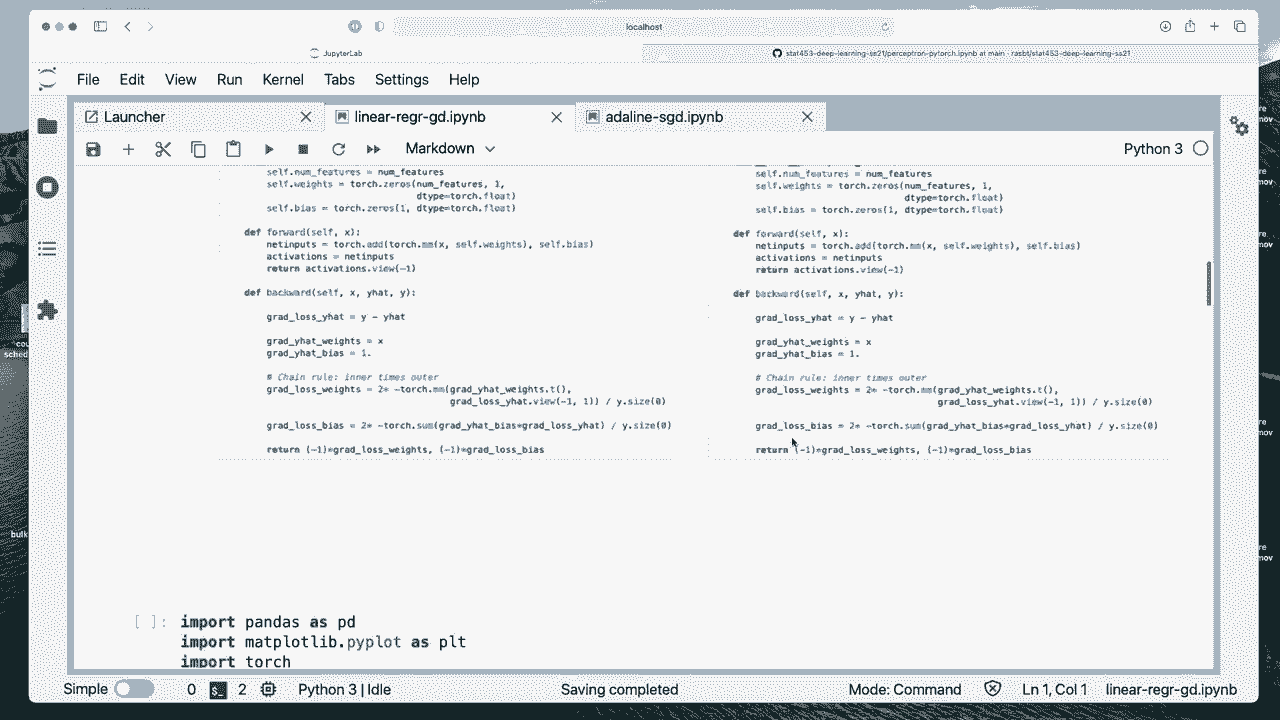 localhost
JupyterLab
stat453-deep-learning-ss21/perceptron-pytorch.ipynb at main · rasbt/stat453-deep-learning-ss21
File Edit View Run Kernel Tabs Settings Help
Launcher
linear-regr-gd.ipynb
adaline-sgd.ipynb
Markdown
Python 3
self.num_features = num_features
self.weights = torch.zeros(num_features, 1,
dtype=torch.float)
self.bias = torch.zeros(1, dtype=torch.float)
def forward(self, x):
netinputs = torch.add(torch.mm(x, self.weights), self.bias)
activations = netinputs
return activations.view(-1)
def backward(self, x, yhat, y):
grad_loss_yhat = y - yhat
grad_yhat_weights = x
grad_yhat_bias = 1.
# Chain rule: inner times outer
grad_loss_weights = 2* -torch.mm(grad_yhat_weights.t(),
grad_loss_yhat.view(-1, 1)) / y.size(0)
grad_loss_bias = 2* -torch.sum(grad_yhat_bias*grad_loss_yhat) / y.size(0)
return (-1)*grad_loss_weights, (-1)*grad_loss_bias
self.num_features = num_features
self.weights = torch.zeros(num_features, 1,
dtype=torch.float)
self.bias = torch.zeros(1, dtype=torch.float)
def forward(self, x):
netinputs = torch.add(torch.mm(x, self.weights), self.bias)
activations = netinputs
return activations.view(-1)
def backward(self, x, yhat, y):
grad_loss_yhat = y - yhat
grad_yhat_weights = x
grad_yhat_bias = 1.
# Chain rule: inner times outer
grad_loss_weights = 2* -torch.mm(grad_yhat_weights.t(),
grad_loss_yhat.view(-1, 1)) / y.size(0)
grad_loss_bias = 2* -torch.sum(grad_yhat_bias*grad_loss_yhat) / y.size(0)
return (-1)*grad_loss_weights, (-1)*grad_loss_bias
[ ]: import pandas as pd
import matplotlib.pyplot as plt
import torch
Simple 0 2 Python 3 | Idle Saving completed Mode: Command Ln 1, Col 1 linear-regr-gd.ipynb
sched
bulk